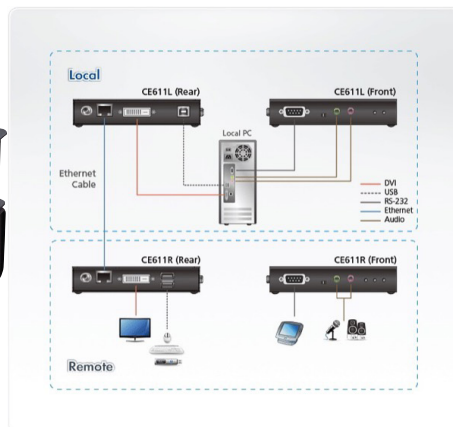 Local
CE611L (Rear)
CE611L (Front)
Local PC
Ethernet
Cable
DVI
USB
RS-232
Ethernet
Audio
CE611R (Rear)
CE611R (Front)
Remote